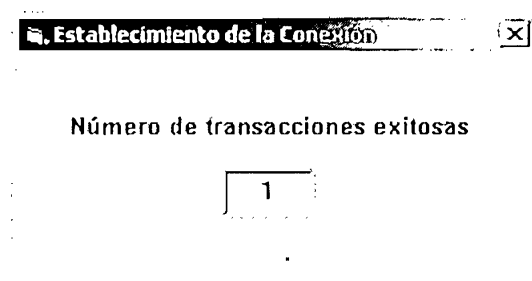 Establecimiento de la Conexión
Número de transacciones exitosas
1